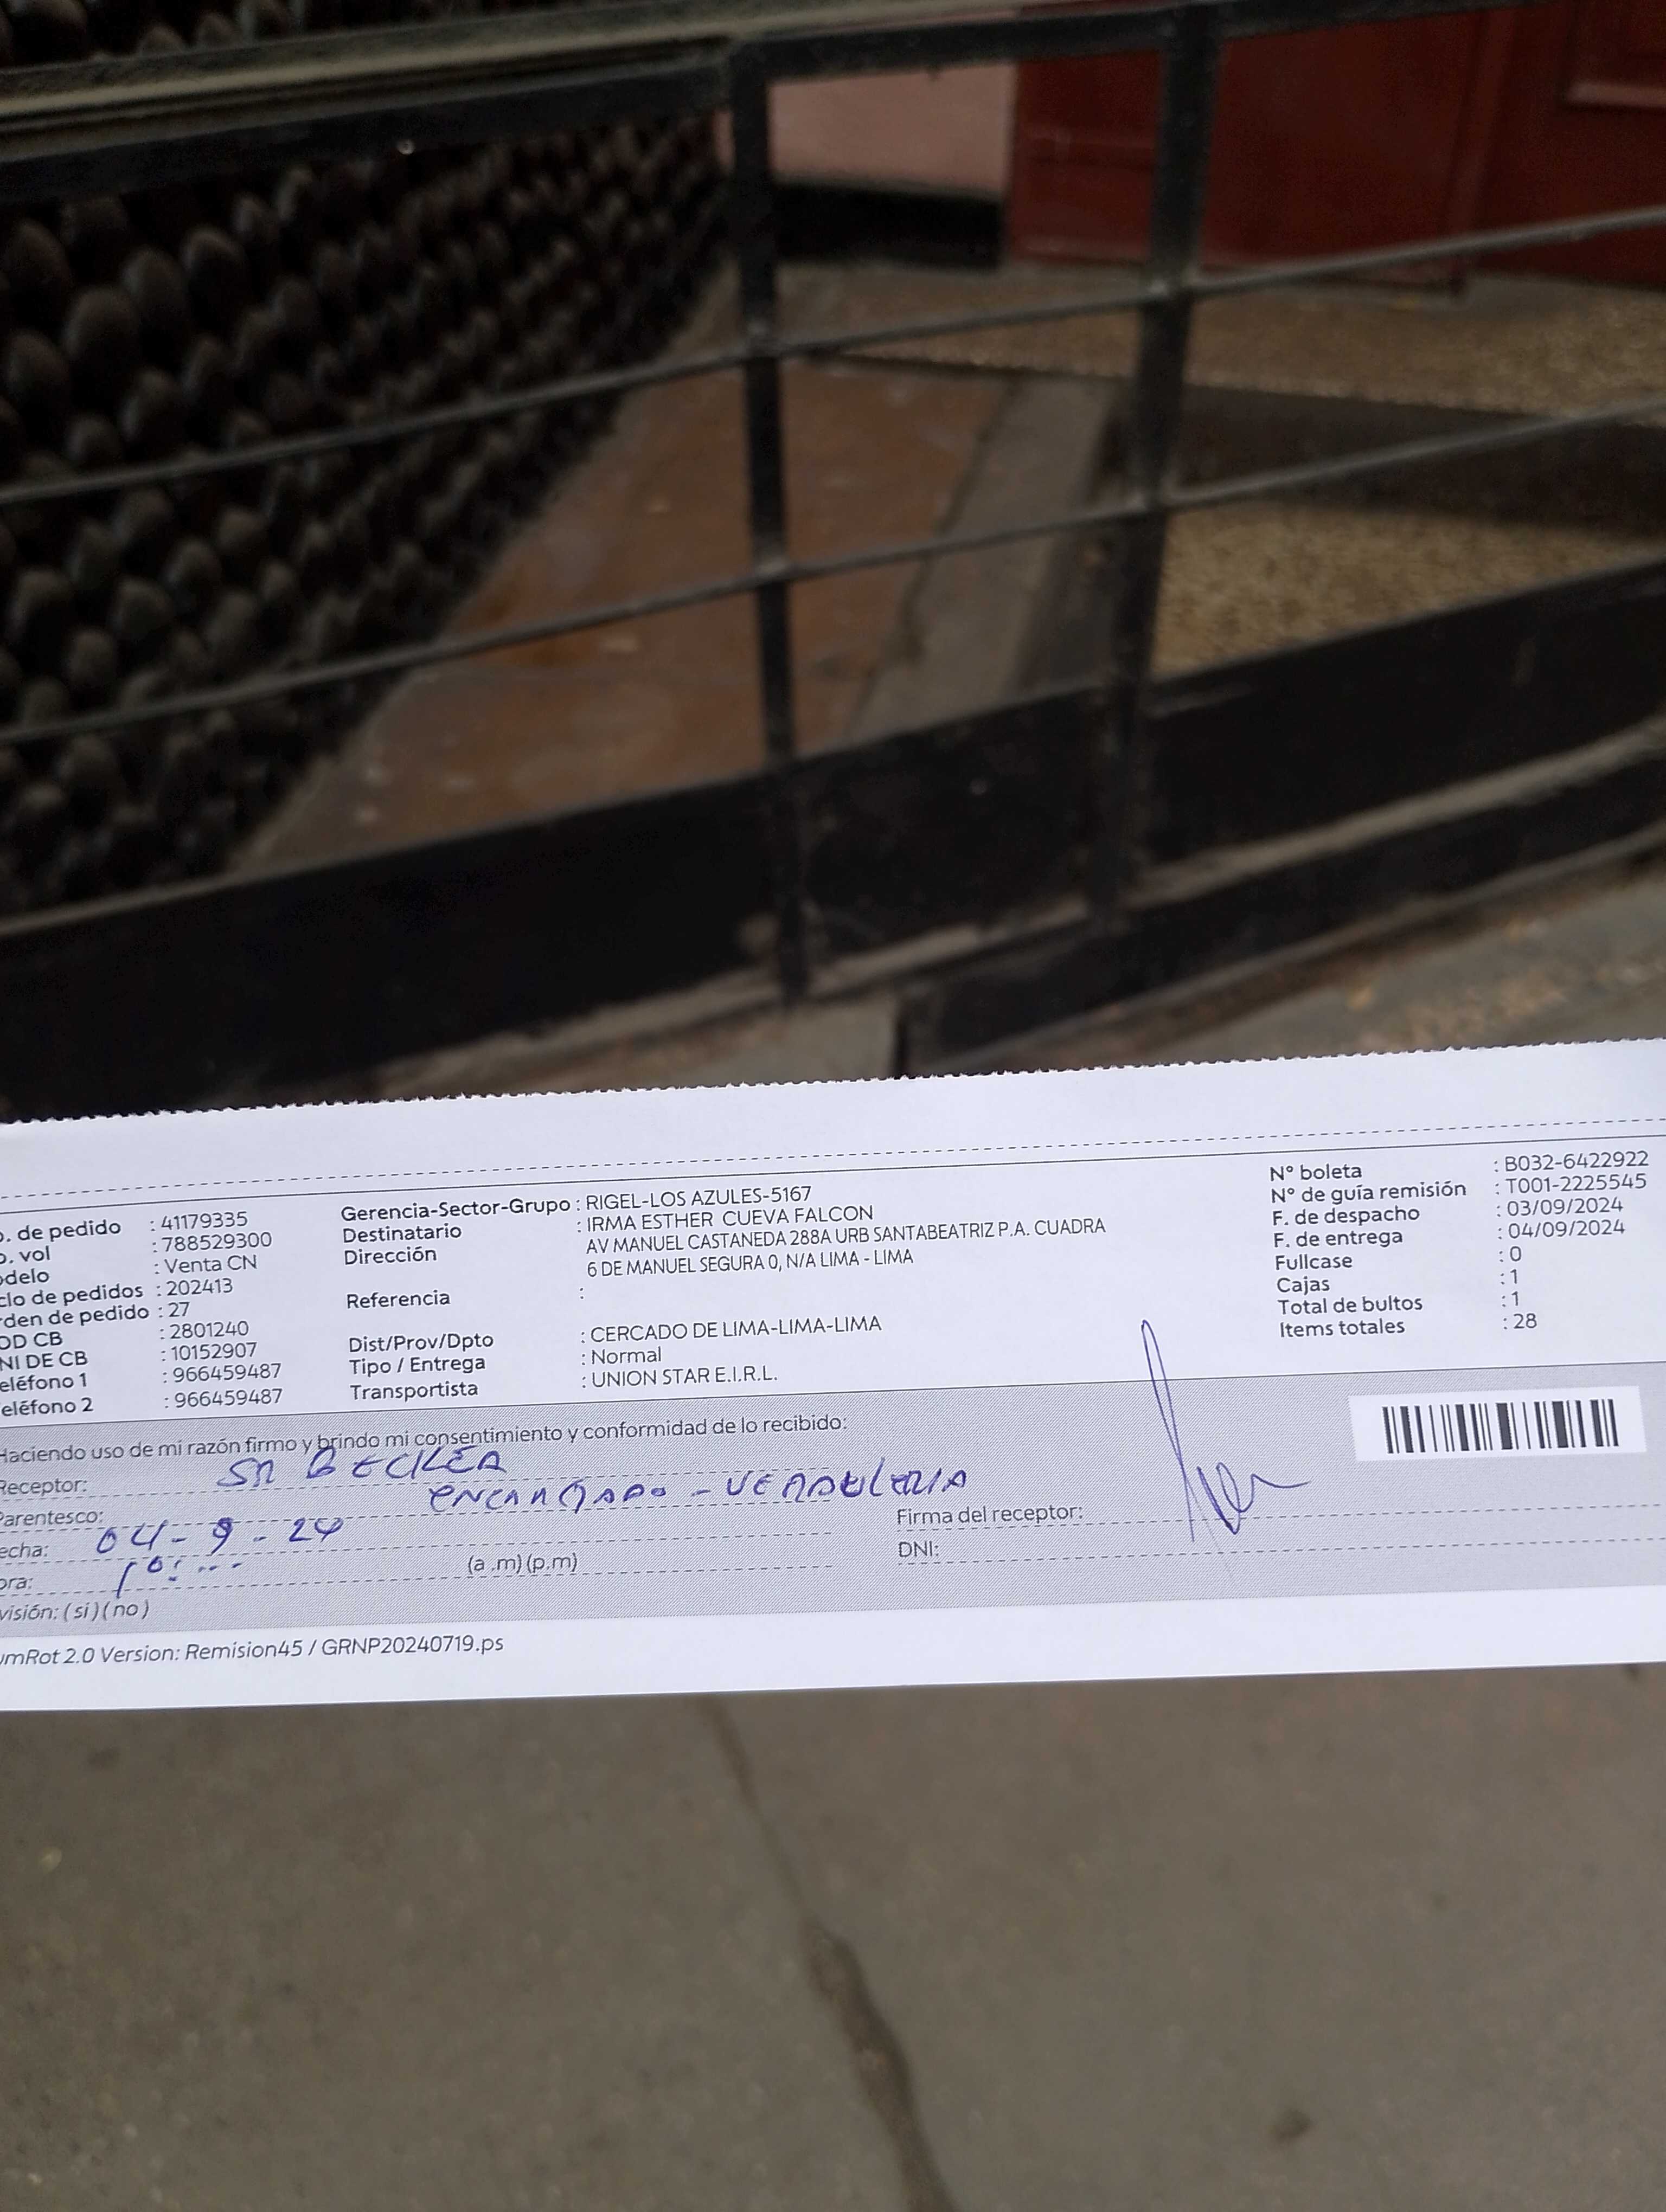 o. de pedido : 41179335
o. vol : 788529300
odelo : Venta CN
clo de pedidos : 202413
rden de pedido : 27
OD CB : 2801240
NI DE CB : 10152907
eléfono 1 : 966459487
eléfono 2 : 966459487
Gerencia-Sector-Grupo : RIGEL-LOS AZULES-5167
Destinatario : IRMA ESTHER CUEVA FALCON
Dirección AV MANUEL CASTANEDA 288A URB SANTABEATRIZ P.A. CUADRA
6 DE MANUEL SEGURA 0, N/A LIMA - LIMA
Referencia :
Dist/Prov/Dpto : CERCADO DE LIMA-LIMA-LIMA
Tipo / Entrega : Normal
Transportista : UNION STAR E.I.R.L.
N° boleta : B032-6422922
N° de guía remisión : T001-2225545
F. de despacho : 03/09/2024
F. de entrega : 04/09/2024
Fullcase : 0
Cajas : 1
Total de bultos : 1
Items totales : 28
Haciendo uso de mi razón firmo y brindo mi consentimiento y conformidad de lo recibido:
Receptor: SR BECKER
Parentesco: ENCARGADO - VERDULERIA
echa: 04-9-24
ora: (a .m) (p.m)
visión: ( si ) ( no )
Firma del receptor:
DNI:
umRot 2.0 Version: Remision45 / GRNP20240719.ps